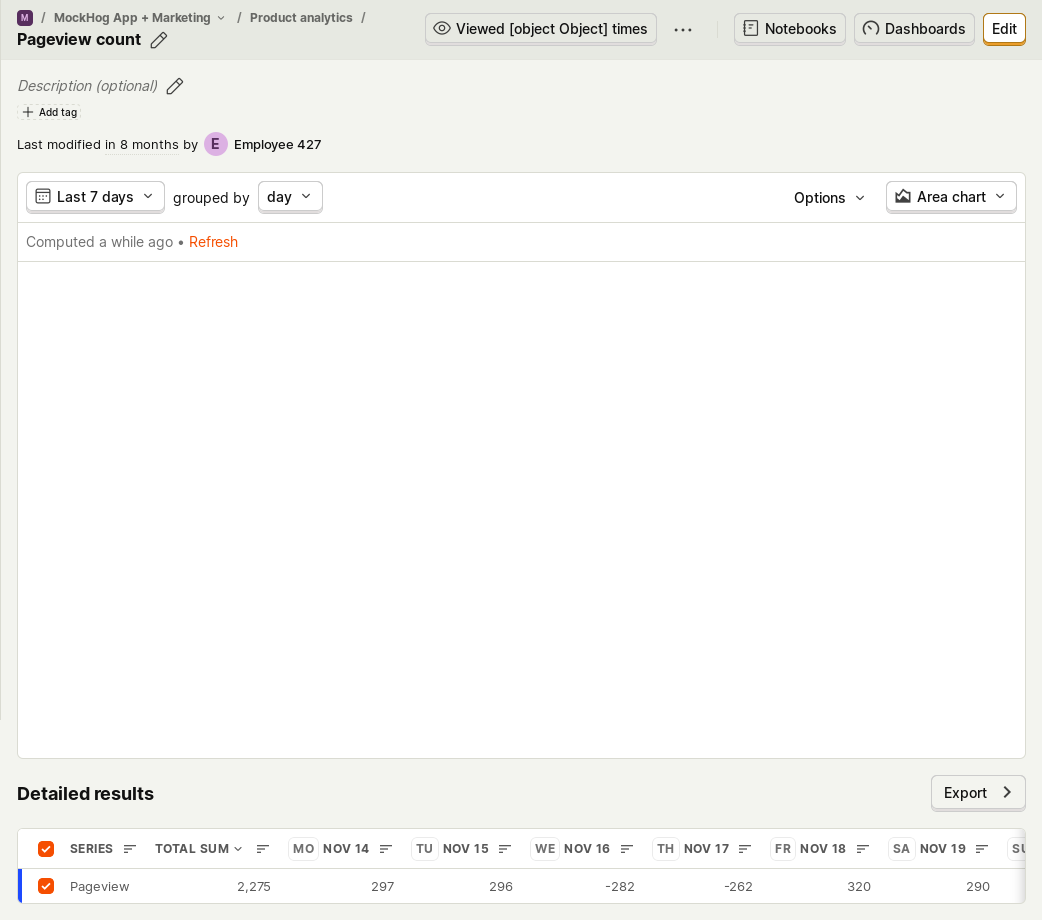 M / MockHog App + Marketing / Product analytics /
Pageview count
Viewed [object Object] times
Notebooks
Dashboards
Edit
Description (optional)
Add tag
Last modified in 8 months by E Employee 427
Last 7 days grouped by day
Options
Area chart
Computed a while ago • Refresh
Detailed results
Export
SERIES TOTAL SUM MO NOV 14 TU NOV 15 WE NOV 16 TH NOV 17 FR NOV 18 SA NOV 19
Pageview 2,275 297 296 -282 -262 320 290